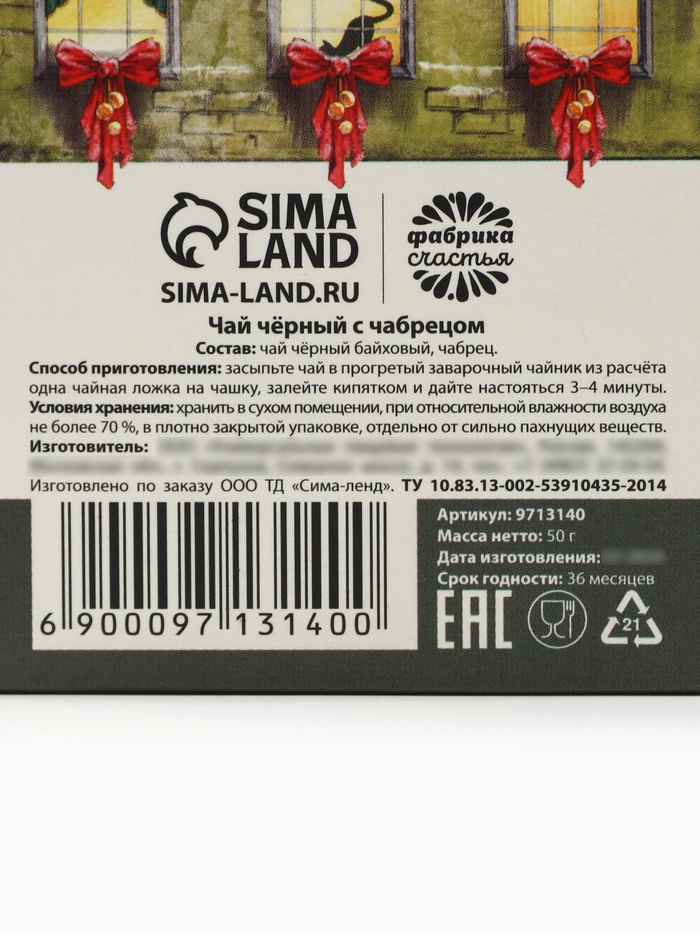 SIMA
LAND
SIMA-LAND.RU
фабрика
счастья
Чай чёрный с чабрецом
Состав: чай чёрный байховый, чабрец.
Способ приготовления: засыпьте чай в прогретый заварочный чайник из расчёта
одна чайная ложка на чашку, залейте кипятком и дайте настояться 3–4 минуты.
Условия хранения: хранить в сухом помещении, при относительной влажности воздуха
не более 70 %, в плотно закрытой упаковке, отдельно от сильно пахнущих веществ.
Изготовитель:
Изготовлено по заказу ООО ТД «Сима-ленд». ТУ 10.83.13-002-53910435-2014
6 900097 131400
Артикул: 9713140
Масса нетто: 50 г
Дата изготовления:
Срок годности: 36 месяцев
ЕАС
21